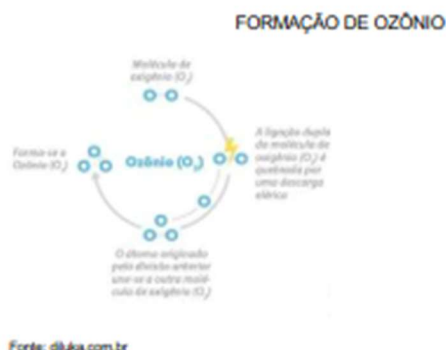 FORMAÇÃO DE OZÔNIO
Molécula de
oxigênio (O₂)
A ligação dupla
da molécula de
oxigênio (O₂) é
quebrada por
uma descarga
elétrica
Forma-se o
Ozônio (O₃)
Ozônio (O₃)
O átomo originado
pela divisão anterior
une-se a outra molé-
cula de oxigênio (O₂)
Fonte: diluka.com.br